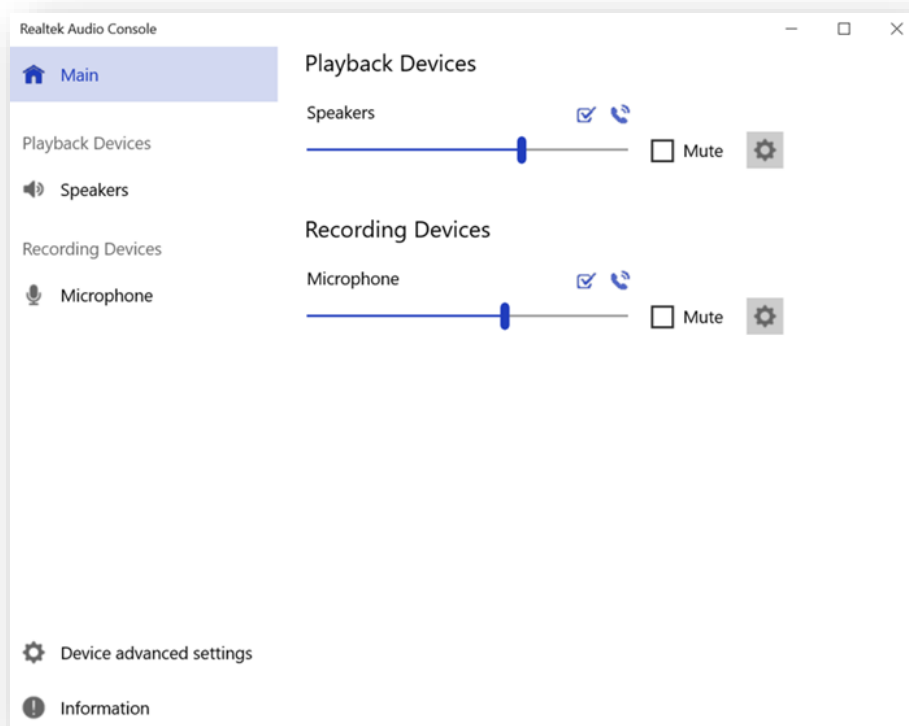 Realtek Audio Console
Main
Playback Devices
Speakers
Recording Devices
Microphone
Device advanced settings
Information
Playback Devices
Speakers
Mute
Recording Devices
Microphone
Mute